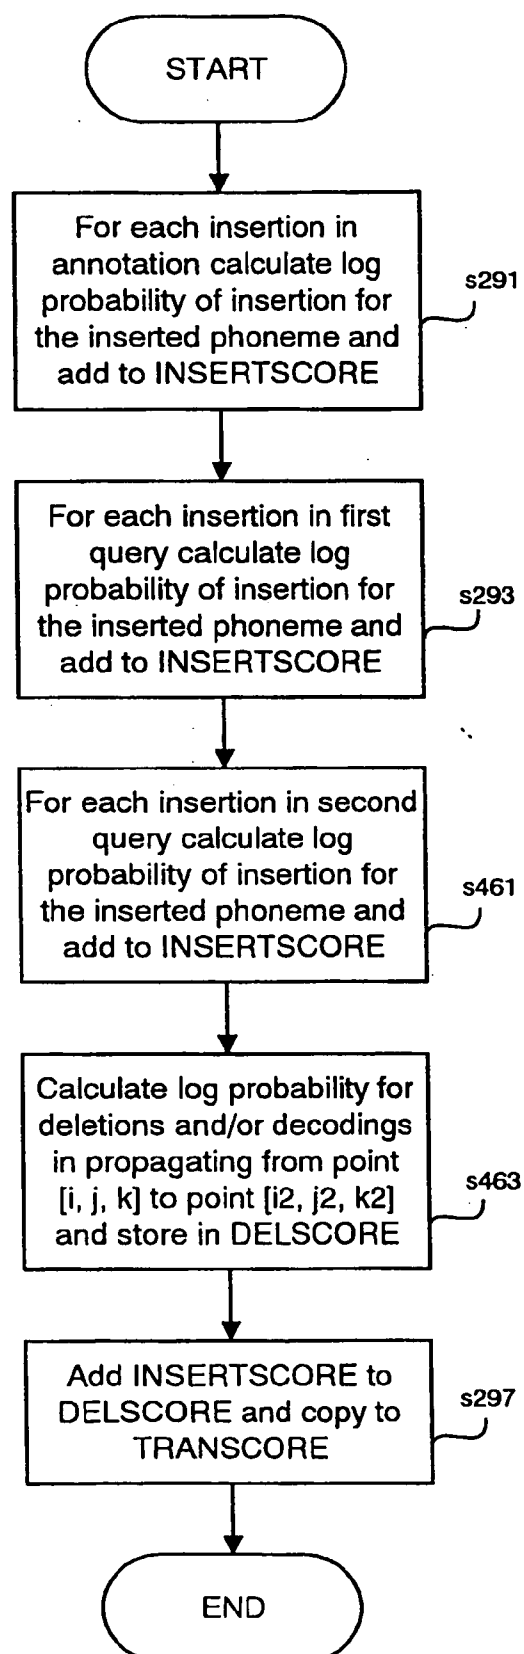 START
For each insertion in
annotation calculate log
probability of insertion for
the inserted phoneme and
add to INSERTSCORE
s291
For each insertion in first
query calculate log
probability of insertion for
the inserted phoneme and
add to INSERTSCORE
s293
For each insertion in second
query calculate log
probability of insertion for
the inserted phoneme and
add to INSERTSCORE
s461
Calculate log probability for
deletions and/or decodings
in propagating from point
[i, j, k] to point [i2, j2, k2]
and store in DELSCORE
s463
Add INSERTSCORE to
DELSCORE and copy to
TRANSCORE
s297
END